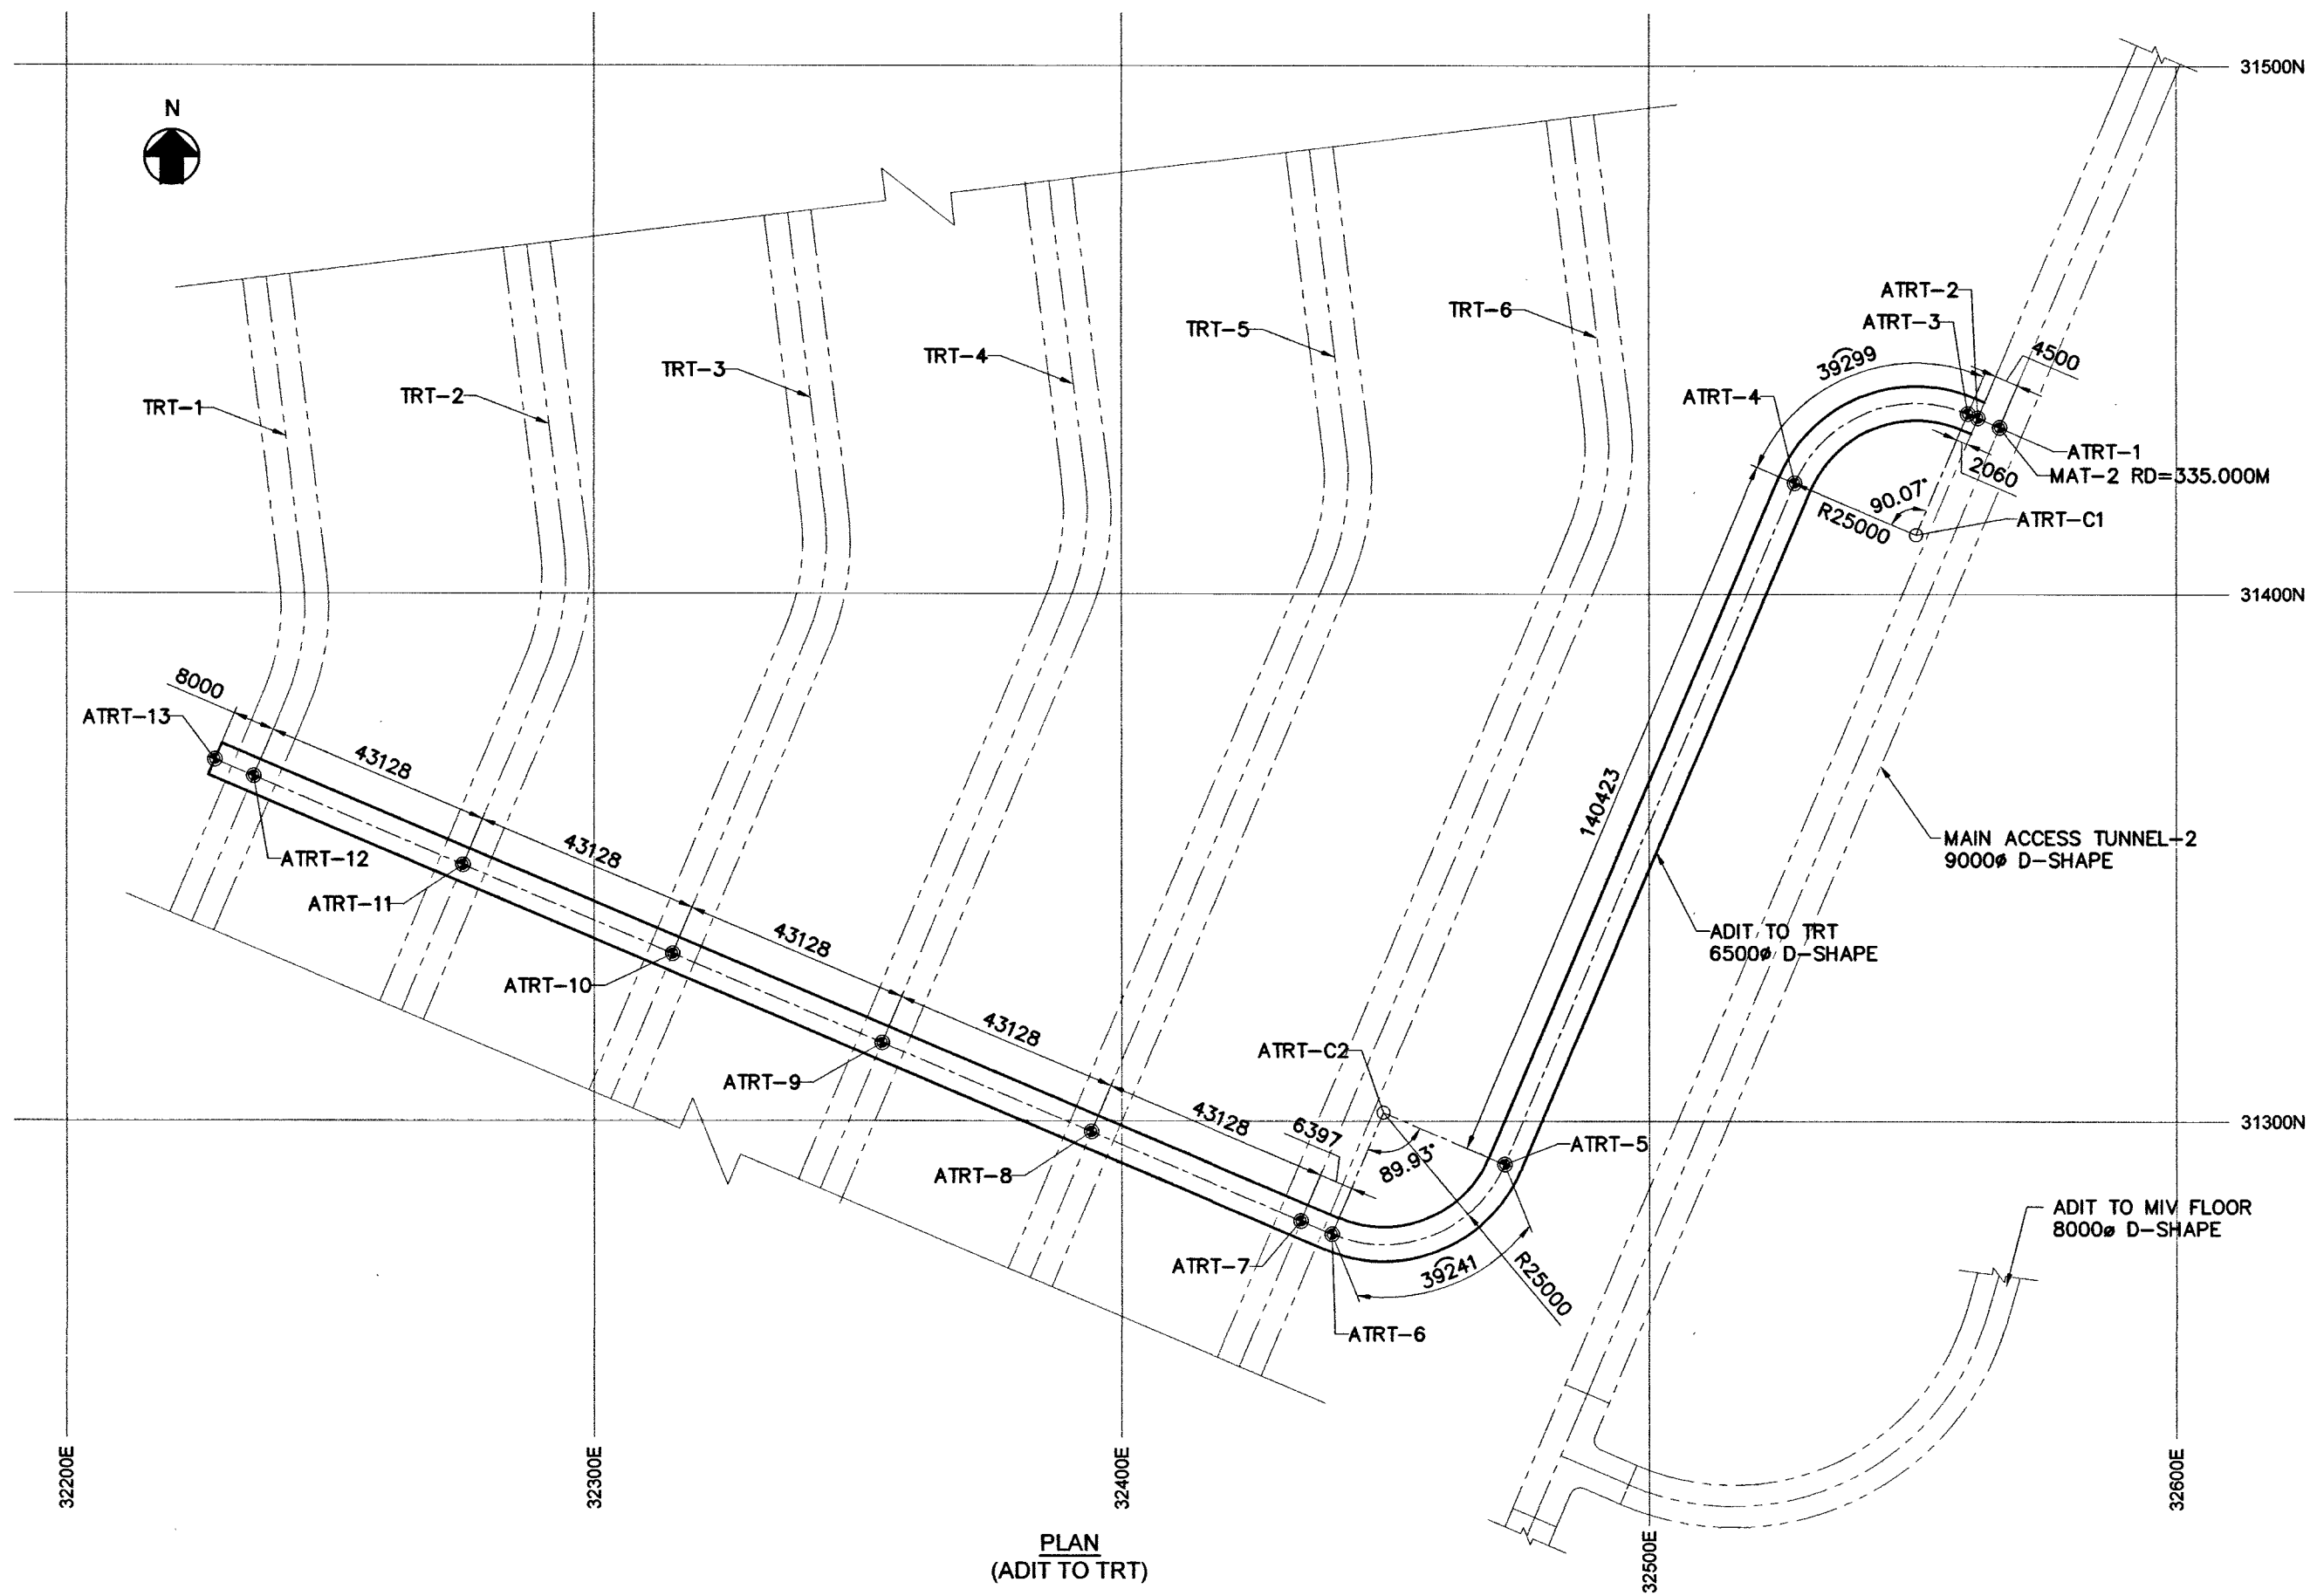 31500N
N
ATRT-2
ATRT-3
4500
39299
TRT-6
TRT-5
TRT-4
TRT-3
TRT-2
TRT-1
ATRT-4
ATRT-1
2060
MAT-2 RD=335.000M
90.07°
R25000
ATRT-C1
31400N
8000
ATRT-13
43128
140423
43128
MAIN ACCESS TUNNEL-2
9000ø D-SHAPE
ATRT-12
ATRT-11
43128
ADIT TO TRT
6500ø D-SHAPE
ATRT-10
43128
ATRT-C2
ATRT-9
43128
6397
31300N
89.93°
ATRT-5
ATRT-8
ADIT TO MIV FLOOR
8000ø D-SHAPE
ATRT-7
39241
R25000
ATRT-6
32200E
32300E
32400E
32500E
32600E
PLAN
(ADIT TO TRT)